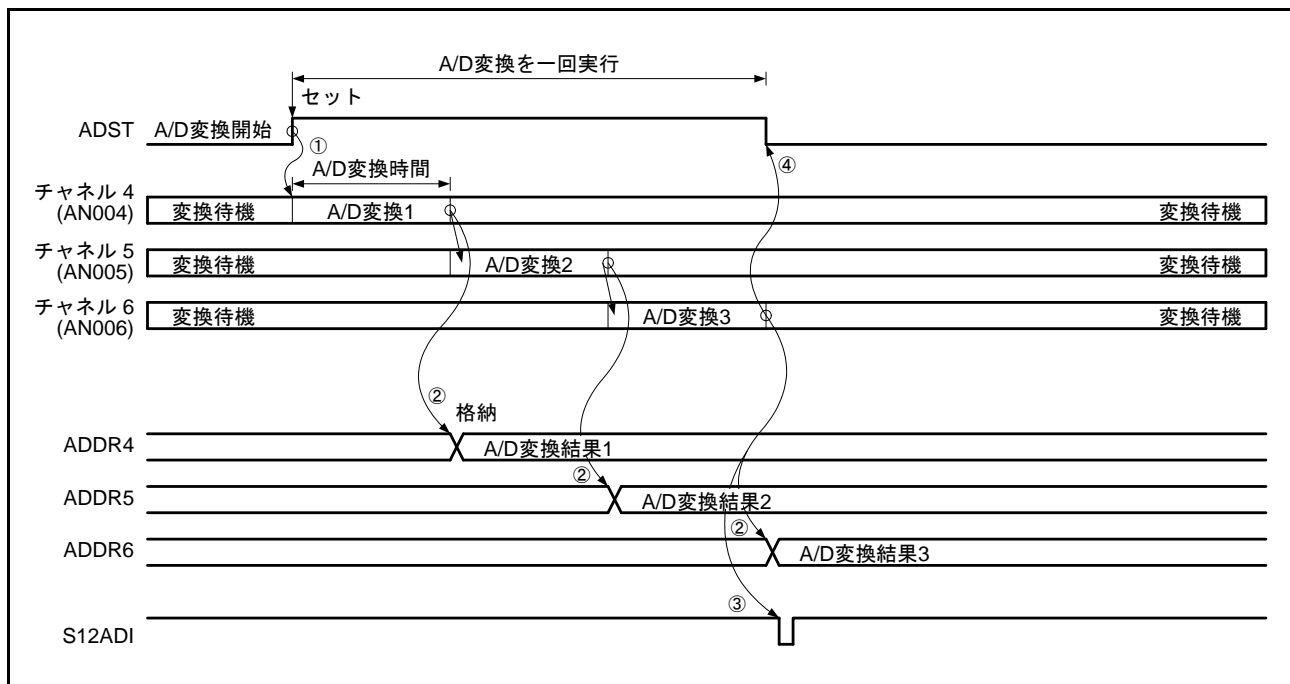 A/D変換を一回実行
セット
ADST A/D変換開始
①
A/D変換時間
④
チャネル 4
(AN004)
変換待機 A/D変換1 変換待機
チャネル 5
(AN005)
変換待機 A/D変換2 変換待機
チャネル 6
(AN006)
変換待機 A/D変換3 変換待機
②
格納
ADDR4 A/D変換結果1
②
ADDR5 A/D変換結果2
②
ADDR6 A/D変換結果3
③
S12ADI